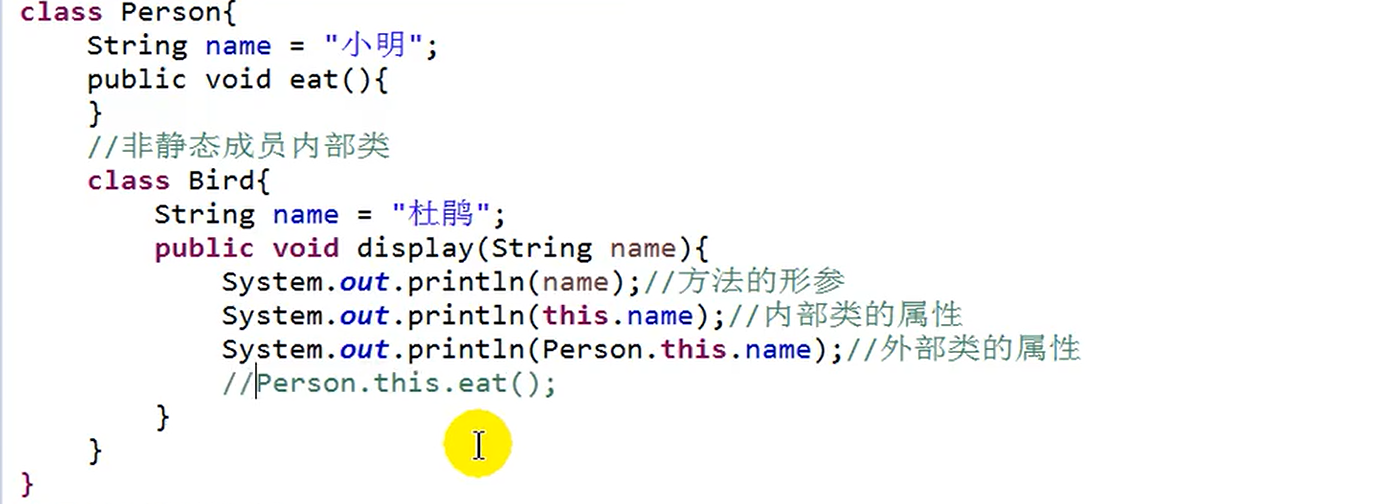 class Person{
String name = "小明";
public void eat(){
}
//非静态成员内部类
class Bird{
String name = "杜鹃";
public void display(String name){
System.out.println(name);//方法的形参
System.out.println(this.name);//内部类的属性
System.out.println(Person.this.name);//外部类的属性
//Person.this.eat();
}
}
}